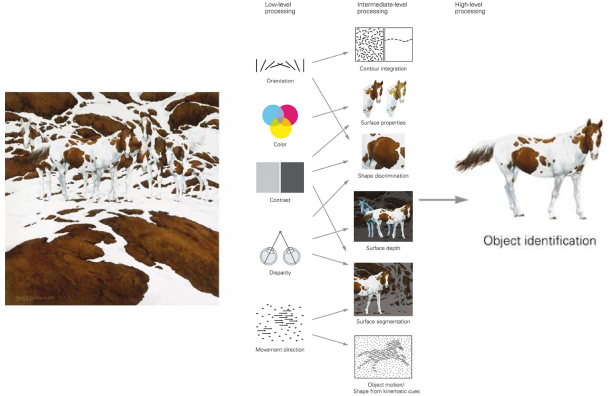 Low-level
processing
Intermediate-level
processing
High-level
processing
Orientation
Contour integration
Color
Surface properties
Contrast
Shape discrimination
Disparity
Surface depth
Object identification
Movement direction
Surface segmentation
Object motion/
Shape from kinematic cues